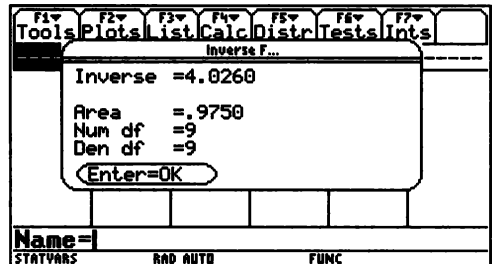 F1▼ F2▼ F3▼ F4▼ F5▼ F6▼ F7▼
Tools Plots List Calc Distr Tests Ints
Inverse F...
Inverse =4.0260
Area =.9750
Num df =9
Den df =9
Enter=OK
Name=
STATVARS RAD AUTO FUNC